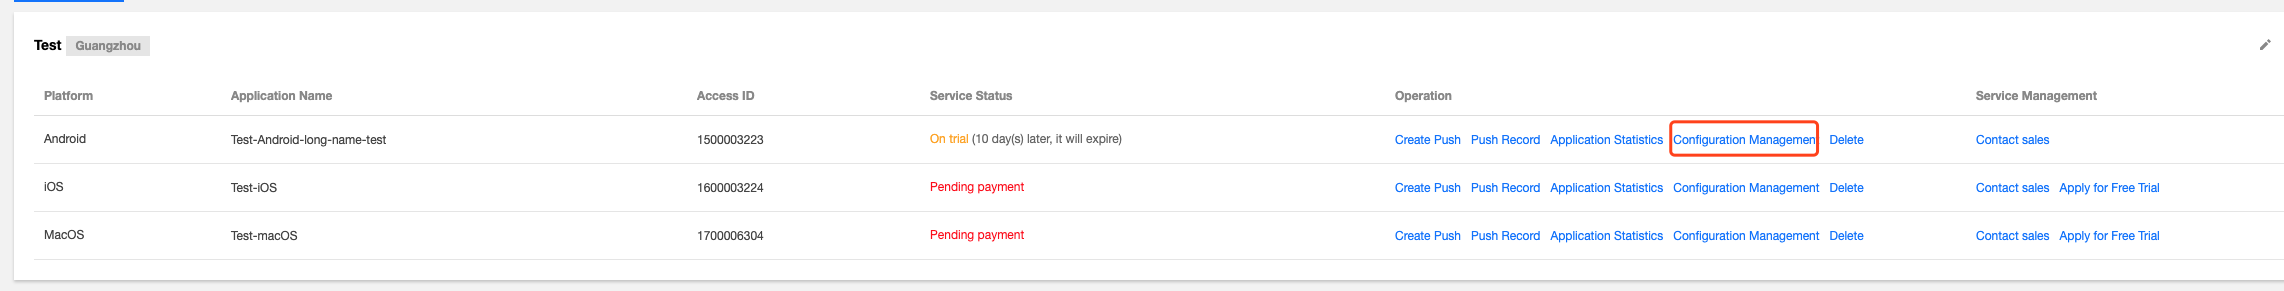 Test Guangzhou
Platform Application Name Access ID Service Status Operation Service Management
Android Test-Android-long-name-test 1500003223 On trial (10 day(s) later, it will expire) Create Push Push Record Application Statistics Configuration Managemen Delete Contact sales
iOS Test-iOS 1600003224 Pending payment Create Push Push Record Application Statistics Configuration Management Delete Contact sales Apply for Free Trial
MacOS Test-macOS 1700006304 Pending payment Create Push Push Record Application Statistics Configuration Management Delete Contact sales Apply for Free Trial